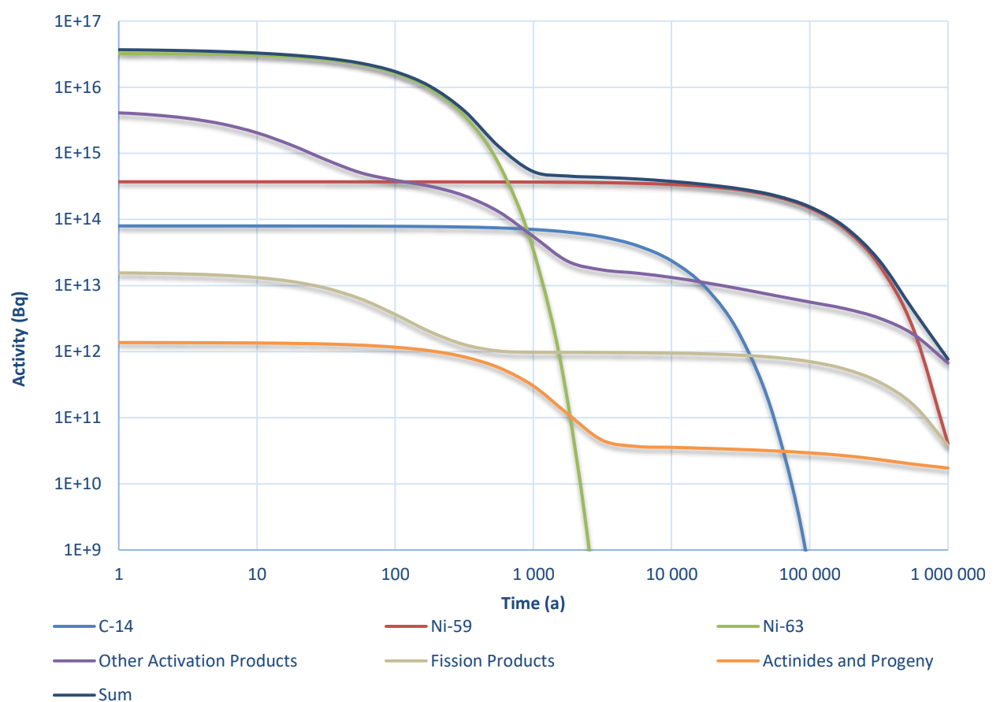 1E+17
1E+16
1E+15
1E+14
1E+13
1E+12
1E+11
1E+10
1E+9
Activity (Bq)
1 10 100 1 000 10 000 100 000 1 000 000
Time (a)
C-14 Ni-59 Ni-63
Other Activation Products Fission Products Actinides and Progeny
Sum